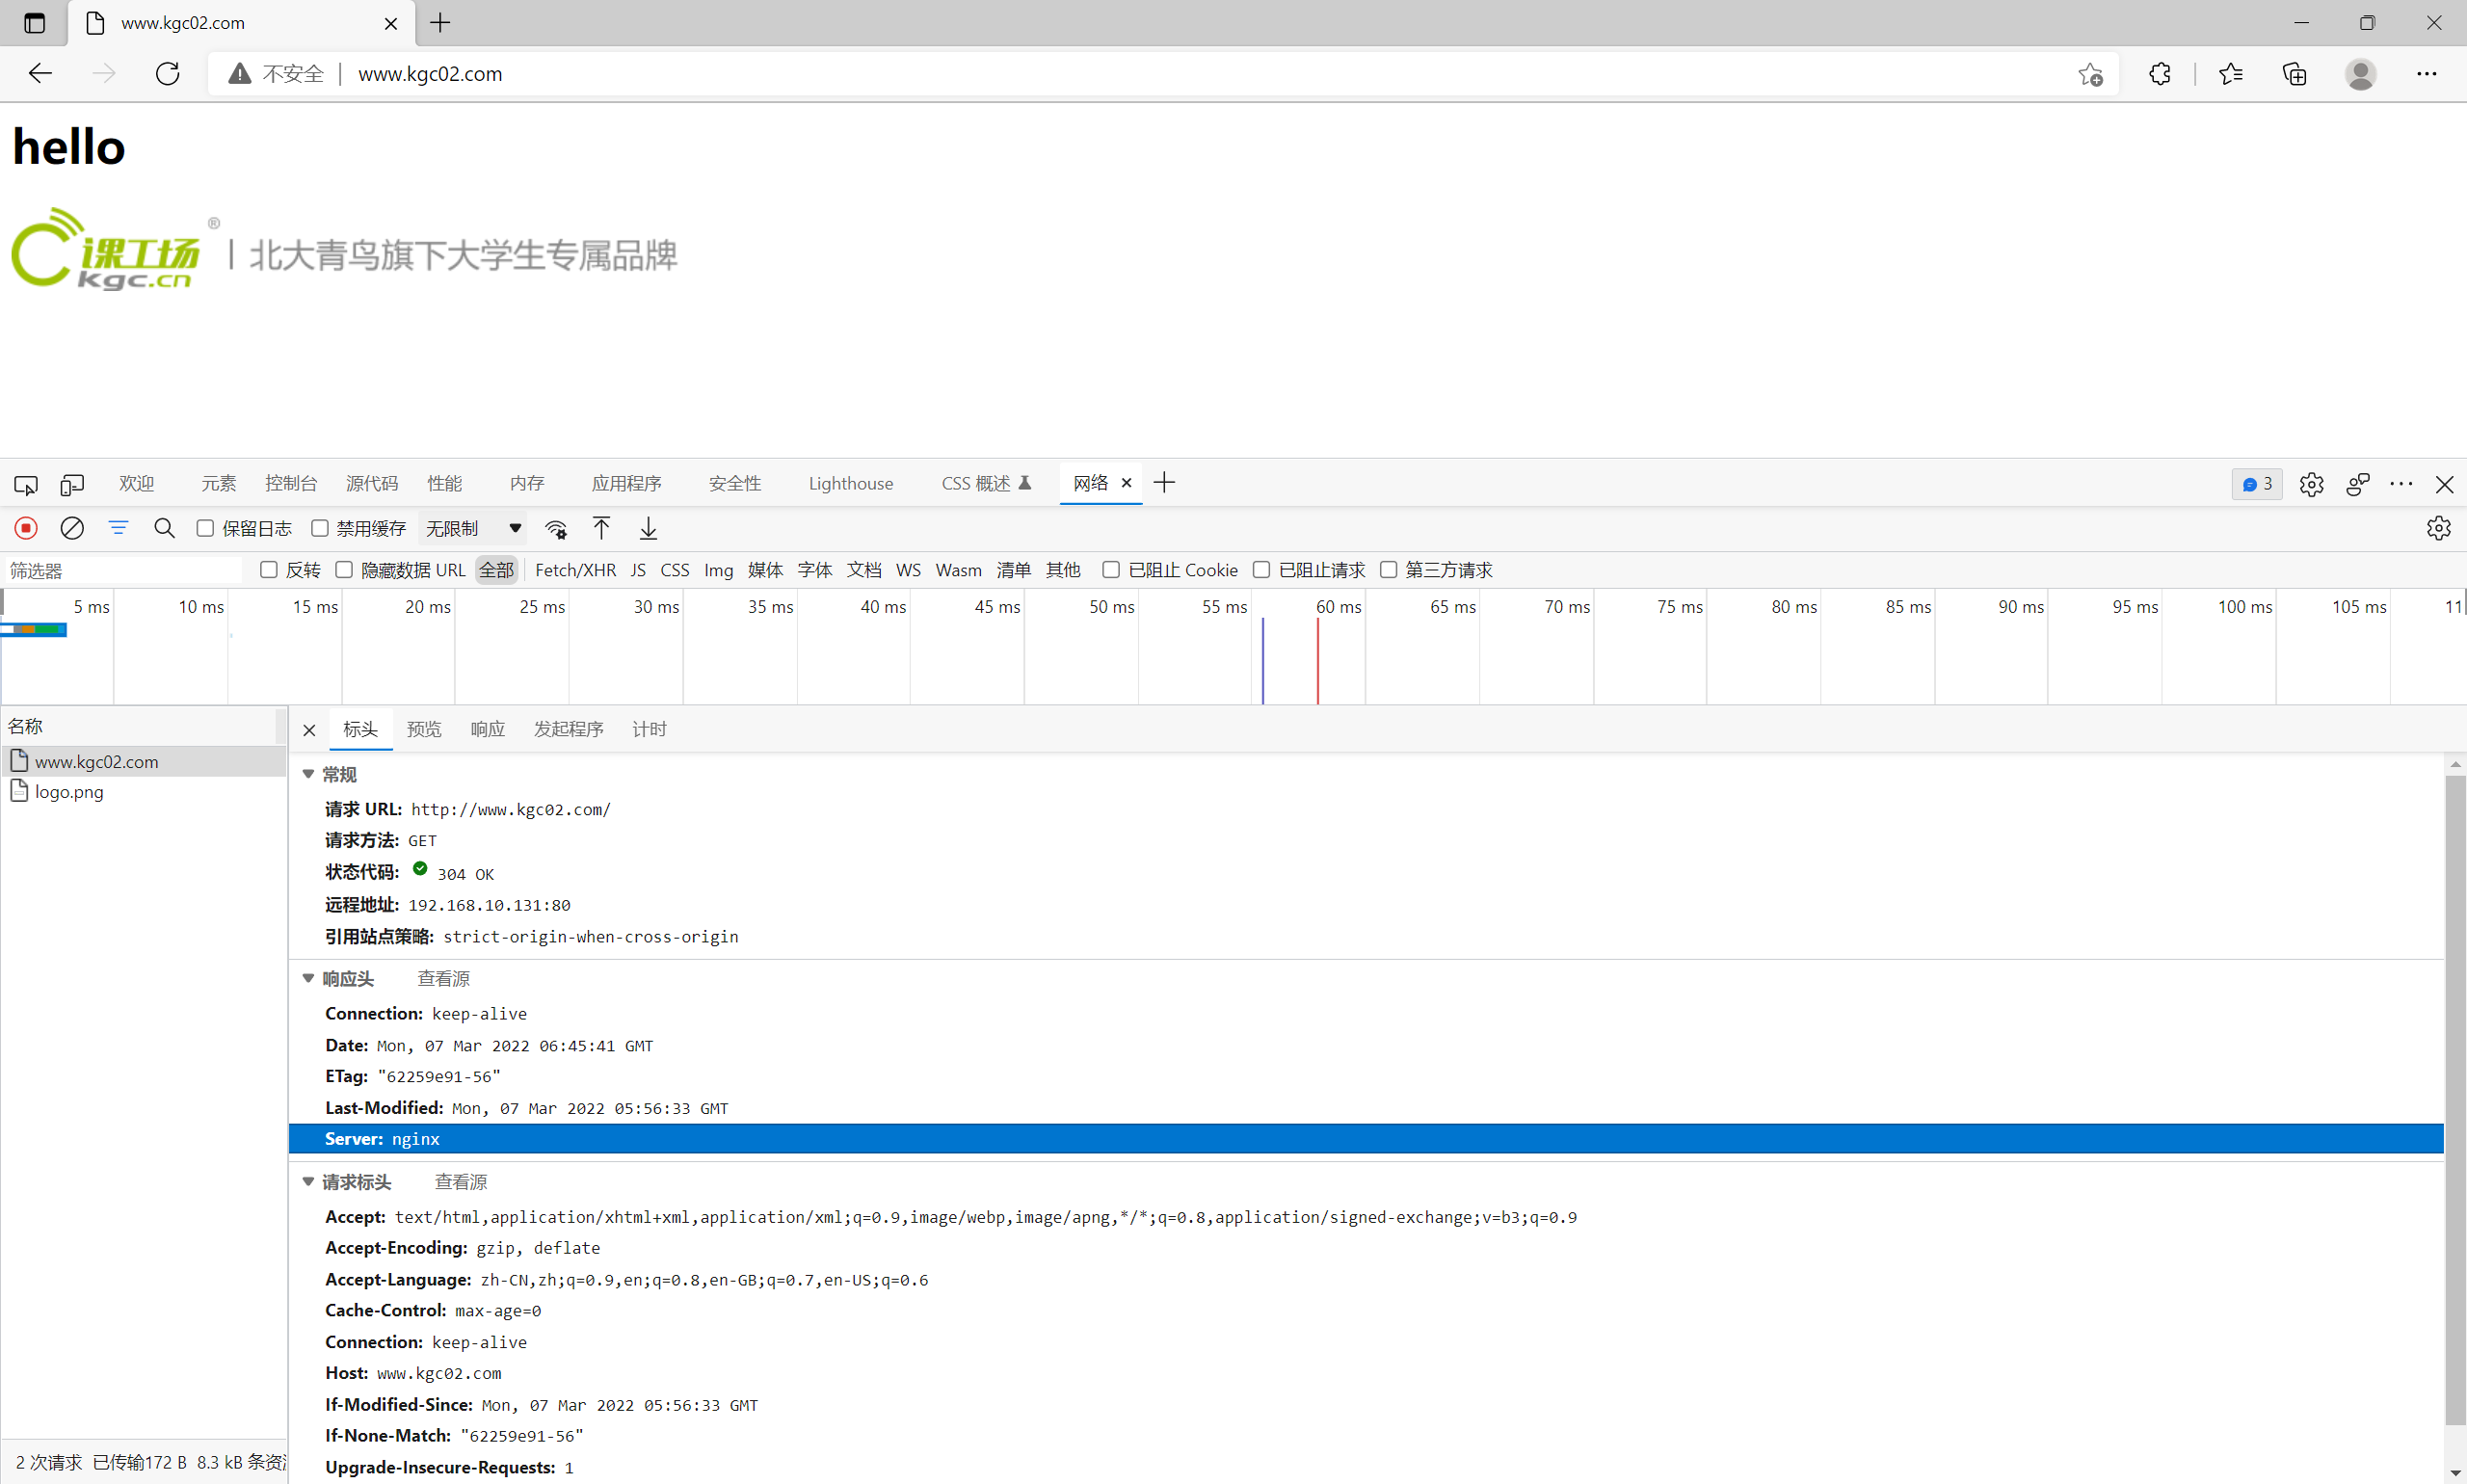 www.kgc02.com
不安全 www.kgc02.com
hello
课工场 ® kgc.cn | 北大青鸟旗下大学生专属品牌
欢迎 元素 控制台 源代码 性能 内存 应用程序 安全性 Lighthouse CSS 概述 网络 3
保留日志 禁用缓存 无限制
筛选器 反转 隐藏数据 URL 全部 Fetch/XHR JS CSS Img 媒体 字体 文档 WS Wasm 清单 其他 已阻止 Cookie 已阻止请求 第三方请求
5 ms 10 ms 15 ms 20 ms 25 ms 30 ms 35 ms 40 ms 45 ms 50 ms 55 ms 60 ms 65 ms 70 ms 75 ms 80 ms 85 ms 90 ms 95 ms 100 ms 105 ms 11
名称
www.kgc02.com
logo.png
标头 预览 响应 发起程序 计时
常规
请求 URL: http://www.kgc02.com/
请求方法: GET
状态代码: 304 OK
远程地址: 192.168.10.131:80
引用站点策略: strict-origin-when-cross-origin
响应头 查看源
Connection: keep-alive
Date: Mon, 07 Mar 2022 06:45:41 GMT
ETag: "62259e91-56"
Last-Modified: Mon, 07 Mar 2022 05:56:33 GMT
Server: nginx
请求标头 查看源
Accept: text/html,application/xhtml+xml,application/xml;q=0.9,image/webp,image/apng,*/*;q=0.8,application/signed-exchange;v=b3;q=0.9
Accept-Encoding: gzip, deflate
Accept-Language: zh-CN,zh;q=0.9,en;q=0.8,en-GB;q=0.7,en-US;q=0.6
Cache-Control: max-age=0
Connection: keep-alive
Host: www.kgc02.com
If-Modified-Since: Mon, 07 Mar 2022 05:56:33 GMT
If-None-Match: "62259e91-56"
Upgrade-Insecure-Requests: 1
2 次请求 已传输172 B 8.3 kB 条资